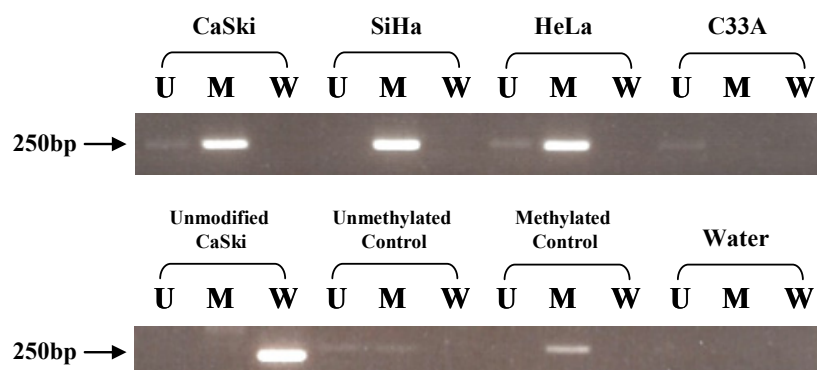 CaSki SiHa HeLa C33A
U M W U M W U M W U M W
250bp
Unmodified CaSki Unmethylated Control Methylated Control Water
U M W U M W U M W U M W
250bp